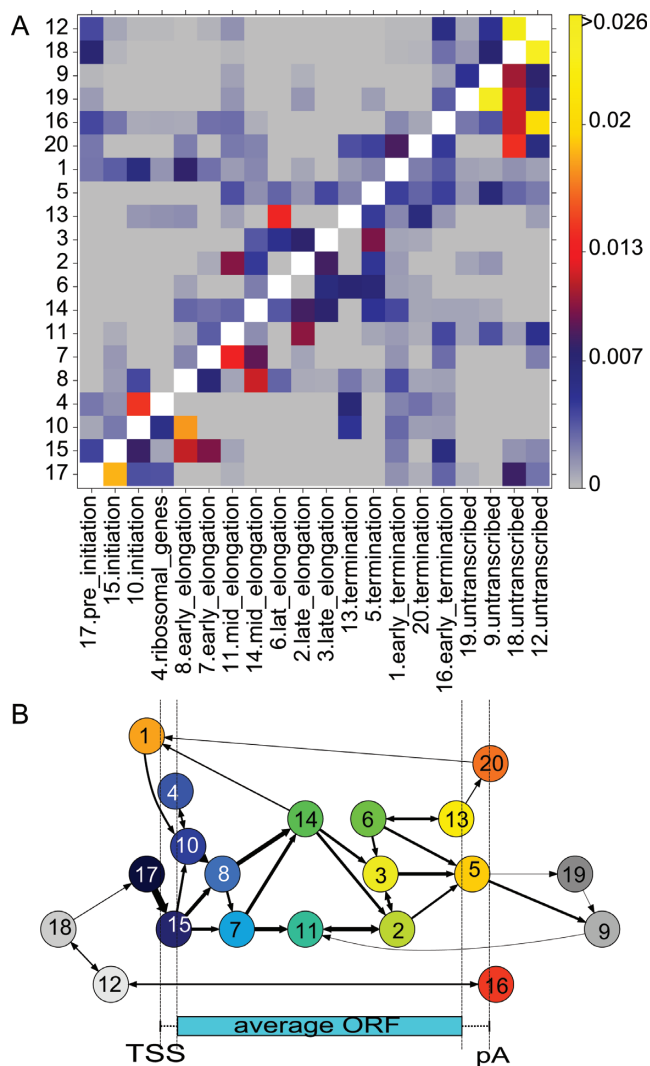 A
12
18
9
19
16
20
1
5
13
3
2
6
14
11
7
8
4
10
15
17
>0.026
0.02
0.013
0.007
0
17.pre_initiation
15.initiation
10.initiation
4.ribosomal_genes
8.early_elongation
7.early_elongation
11.mid_elongation
14.mid_elongation
6.lat_elongation
2.late_elongation
3.late_elongation
13.termination
5.termination
1.early_termination
20.termination
16.early_termination
19.untranscribed
9.untranscribed
18.untranscribed
12.untranscribed
B
1
20
4
14 6 13
10
17 8 3 5 19
18 15 7 11 2 9
12 16
average ORF
TSS pA